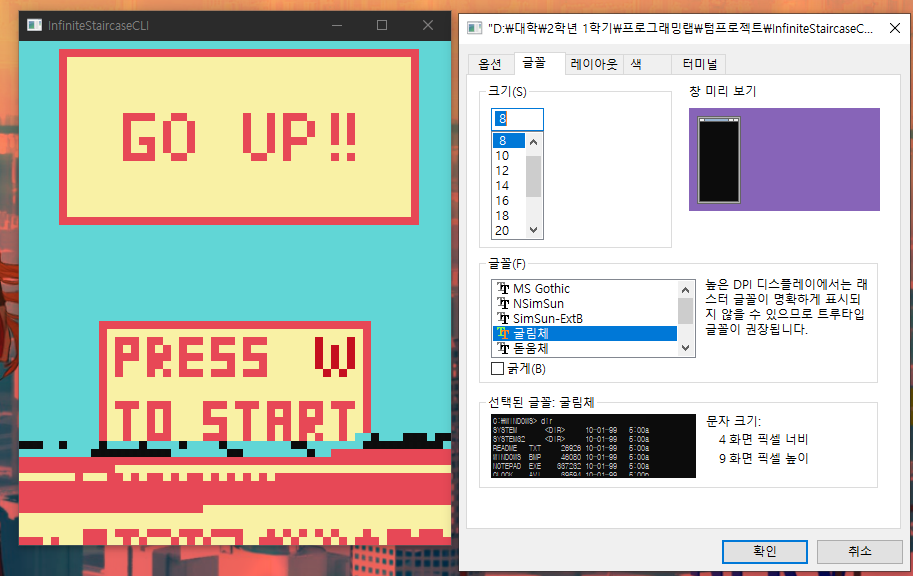 InfiniteStaircaseCLI
GO UP!!
PRESS W
TO START
"D:₩대학₩2학년 1학기₩프로그래밍랩₩텀프로젝트₩InfiniteStaircaseC...
옵션 글꼴 레이아웃 색 터미널
크기(S)
8
8
10
12
14
16
18
20
창 미리 보기
글꼴(F)
MS Gothic
NSimSun
SimSun-ExtB
굴림체
돋움체
굵게(B)
높은 DPI 디스플레이에서는 래
스터 글꼴이 명확하게 표시되
지 않을 수 있으므로 트루타입
글꼴이 권장됩니다.
선택된 글꼴: 굴림체
C:₩WINDOWS> dir
SYSTEM <DIR> 10-01-99 5:00a
SYSTEM32 <DIR> 10-01-99 5:00a
README TXT 26926 10-01-99 5:00a
WINDOWS BMP 46080 10-01-99 5:00a
NOTEPAD EXE 337232 10-01-99 5:00a
문자 크기:
4 화면 픽셀 너비
9 화면 픽셀 높이
확인
취소